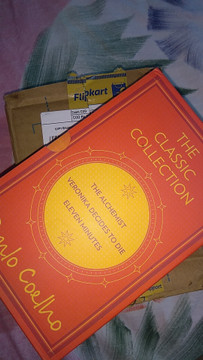 Flipkart
THE
CLASSIC
COLLECTION
THE ALCHEMIST
VERONIKA DECIDES TO DIE
ELEVEN MINUTES
Paulo Coelho